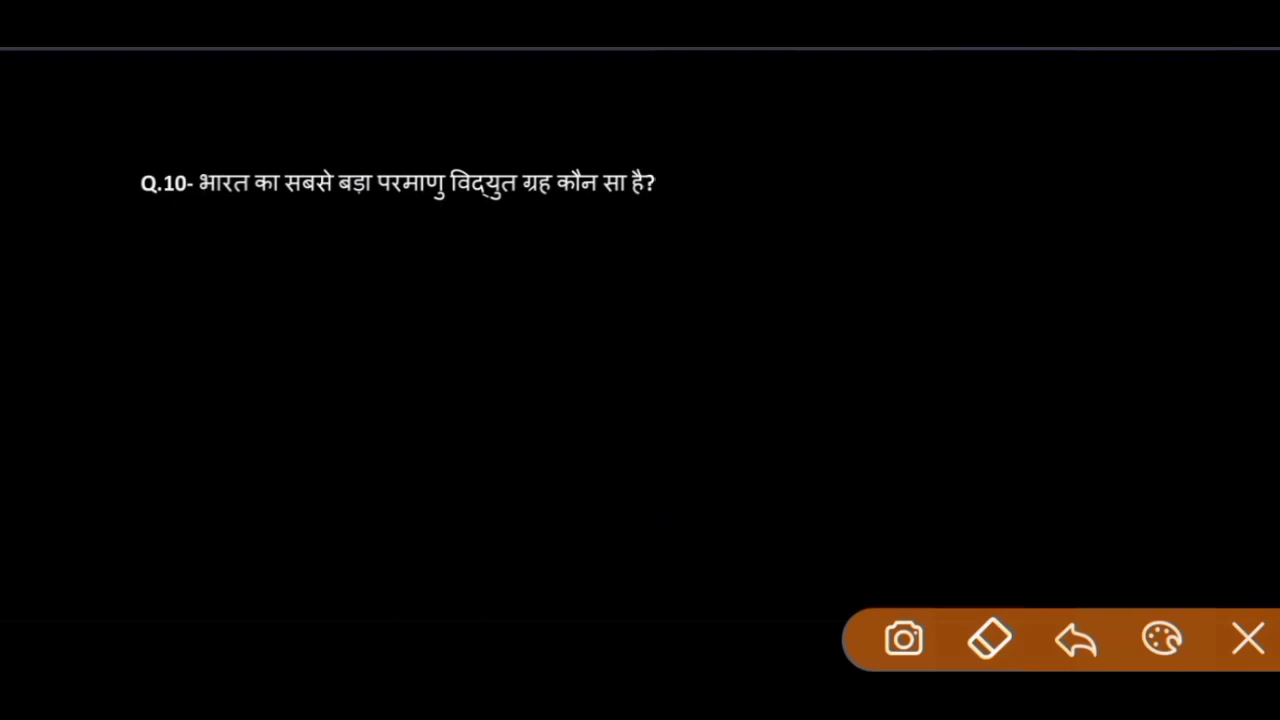 Q.10- भारत का सबसे बड़ा परमाणु विद्युत ग्रह कौन सा है?